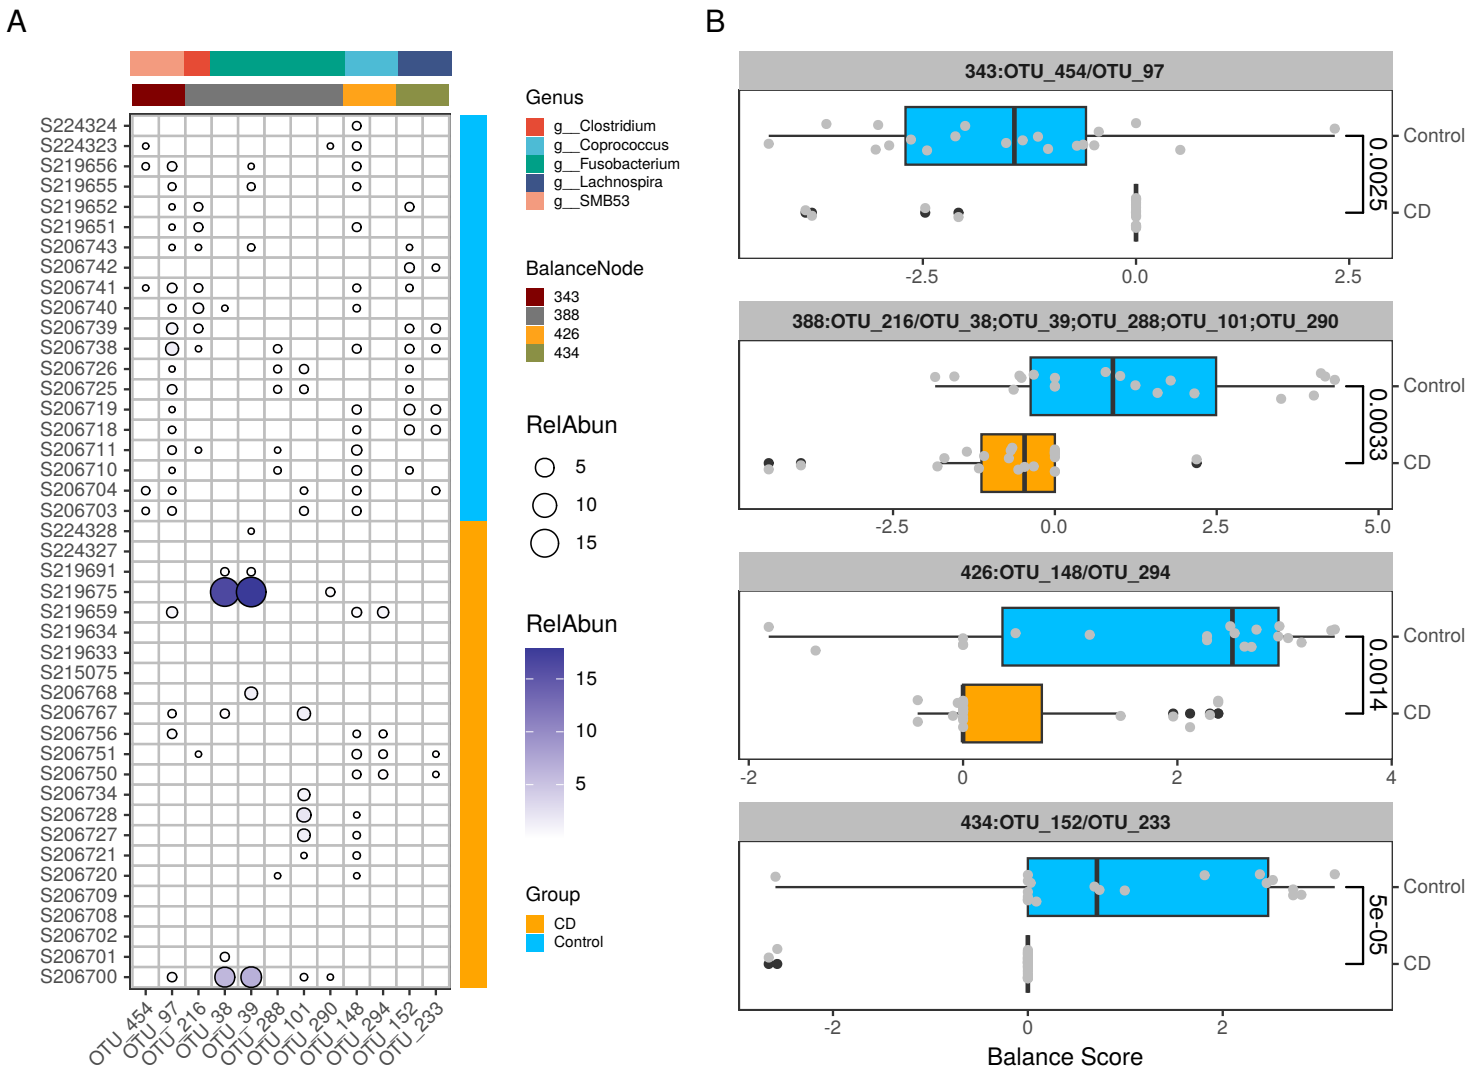 A
S224324
S224323
S219656
S219655
S219652
S219651
S206743
S206742
S206741
S206740
S206739
S206738
S206726
S206725
S206719
S206718
S206711
S206710
S206704
S206703
S224328
S224327
S219691
S219675
S219659
S219634
S219633
S215075
S206768
S206767
S206756
S206751
S206750
S206734
S206728
S206727
S206721
S206720
S206709
S206708
S206702
S206701
S206700
OTU_454
OTU_97
OTU_216
OTU_38
OTU_39
OTU_288
OTU_101
OTU_290
OTU_148
OTU_294
OTU_152
OTU_233
Genus
g__Clostridium
g__Coprococcus
g__Fusobacterium
g__Lachnospira
g__SMB53
BalanceNode
343
388
426
434
RelAbun
5
10
15
RelAbun
15
10
5
Group
CD
Control
B
343:OTU_454/OTU_97
Control
CD
0.0025
-2.5 0.0 2.5
388:OTU_216/OTU_38;OTU_39;OTU_288;OTU_101;OTU_290
Control
CD
0.0033
-2.5 0.0 2.5 5.0
426:OTU_148/OTU_294
Control
CD
0.0014
-2 0 2 4
434:OTU_152/OTU_233
Control
CD
5e-05
-2 0 2
Balance Score